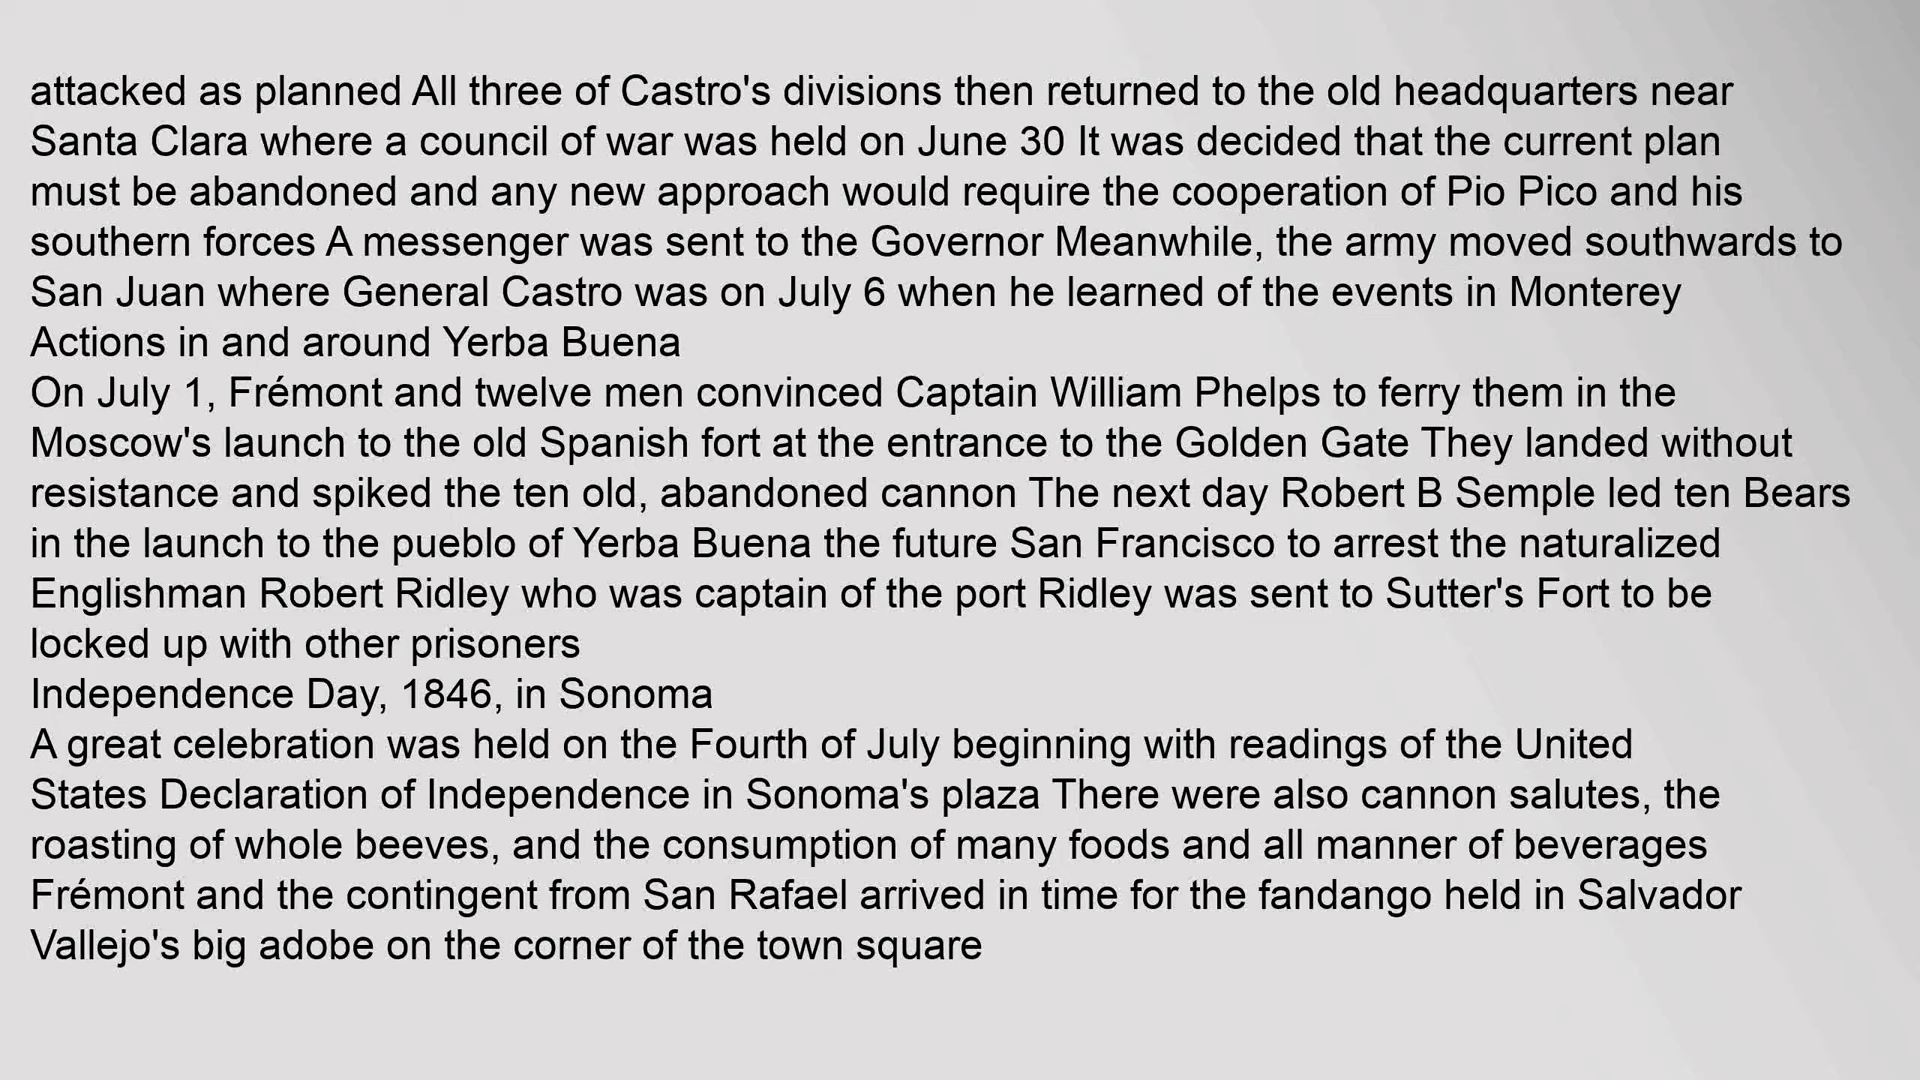 attacked as planned All three of Castro's divisions then returned to the old headquarters near
Santa Clara where a council of war was held on June 30 It was decided that the current plan
must be abandoned and any new approach would require the cooperation of Pio Pico and his
southern forces A messenger was sent to the Governor Meanwhile, the army moved southwards to
San Juan where General Castro was on July 6 when he learned of the events in Monterey
Actions in and around Yerba Buena
On July 1, Frémont and twelve men convinced Captain William Phelps to ferry them in the
Moscow's launch to the old Spanish fort at the entrance to the Golden Gate They landed without
resistance and spiked the ten old, abandoned cannon The next day Robert B Semple led ten Bears
in the launch to the pueblo of Yerba Buena the future San Francisco to arrest the naturalized
Englishman Robert Ridley who was captain of the port Ridley was sent to Sutter's Fort to be
locked up with other prisoners
Independence Day, 1846, in Sonoma
A great celebration was held on the Fourth of July beginning with readings of the United
States Declaration of Independence in Sonoma's plaza There were also cannon salutes, the
roasting of whole beeves, and the consumption of many foods and all manner of beverages
Frémont and the contingent from San Rafael arrived in time for the fandango held in Salvador
Vallejo's big adobe on the corner of the town square